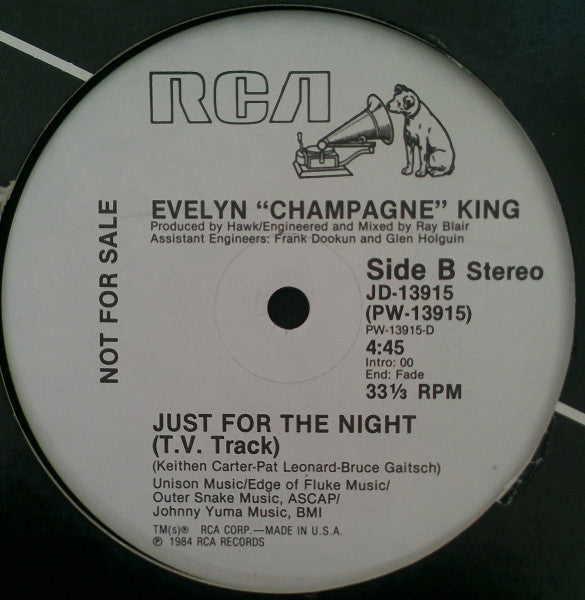 RCA
NOT FOR SALE
EVELYN "CHAMPAGNE" KING
Produced by Hawk/Engineered and Mixed by Ray Blair
Assistant Engineers: Frank Dookun and Glen Holguin
Side B Stereo
JD-13915
(PW-13915)
PW-13915-D
4:45
Intro: 00
End: Fade
33⅓ RPM
JUST FOR THE NIGHT
(T.V. Track)
(Keithen Carter-Pat Leonard-Bruce Gaitsch)
Unison Music/Edge of Fluke Music/
Outer Snake Music, ASCAP/
Johnny Yuma Music, BMI
TM(s)® RCA CORP.—MADE IN U.S.A.
℗ 1984 RCA RECORDS